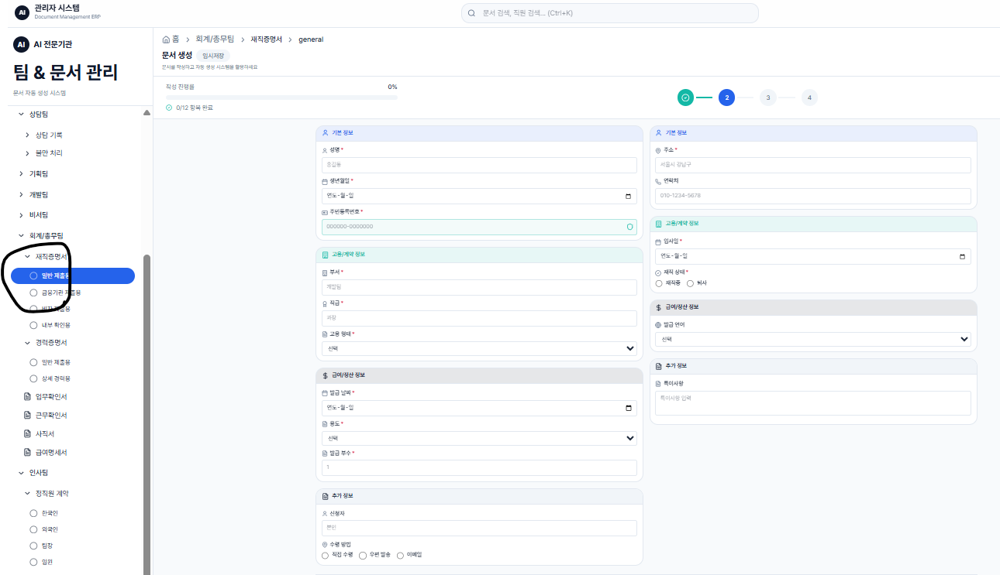 AI
관리자 시스템
Document Management ERP
문서 검색, 직원 검색... (Ctrl+K)
AI AI 전문기관
팀 & 문서 관리
문서 자동 생성 시스템
상담팀
상담 기록
불만 처리
기획팀
개발팀
비서팀
회계/총무팀
재직증명서
일반 제출용
금융기관 제출용
비자 제출용
내부 확인용
경력증명서
일반 제출용
상세 경력용
업무확인서
근무확인서
사직서
급여명세서
인사팀
정직원 계약
한국인
외국인
팀장
임원
홈 > 회계/총무팀 > 재직증명서 > general
문서 생성 임시저장
문서를 작성하고 자동 생성 시스템을 활용하세요
작성 진행률 0%
0/12 항목 완료
2 3 4
기본 정보
성명 *
홍길동
생년월일 *
연도-월-일
주민등록번호 *
000000-0000000
고용/계약 정보
부서 *
개발팀
직급 *
과장
고용 형태 *
선택
급여/정산 정보
발급 날짜 *
연도-월-일
용도 *
선택
발급 부수 *
1
추가 정보
신청자
본인
수령 방법
직접 수령 우편 발송 이메일
기본 정보
주소 *
서울시 강남구
연락처
010-1234-5678
고용/계약 정보
입사일 *
연도-월-일
재직 상태 *
재직중 퇴사
급여/정산 정보
발급 언어
선택
추가 정보
특이사항
특이사항 입력